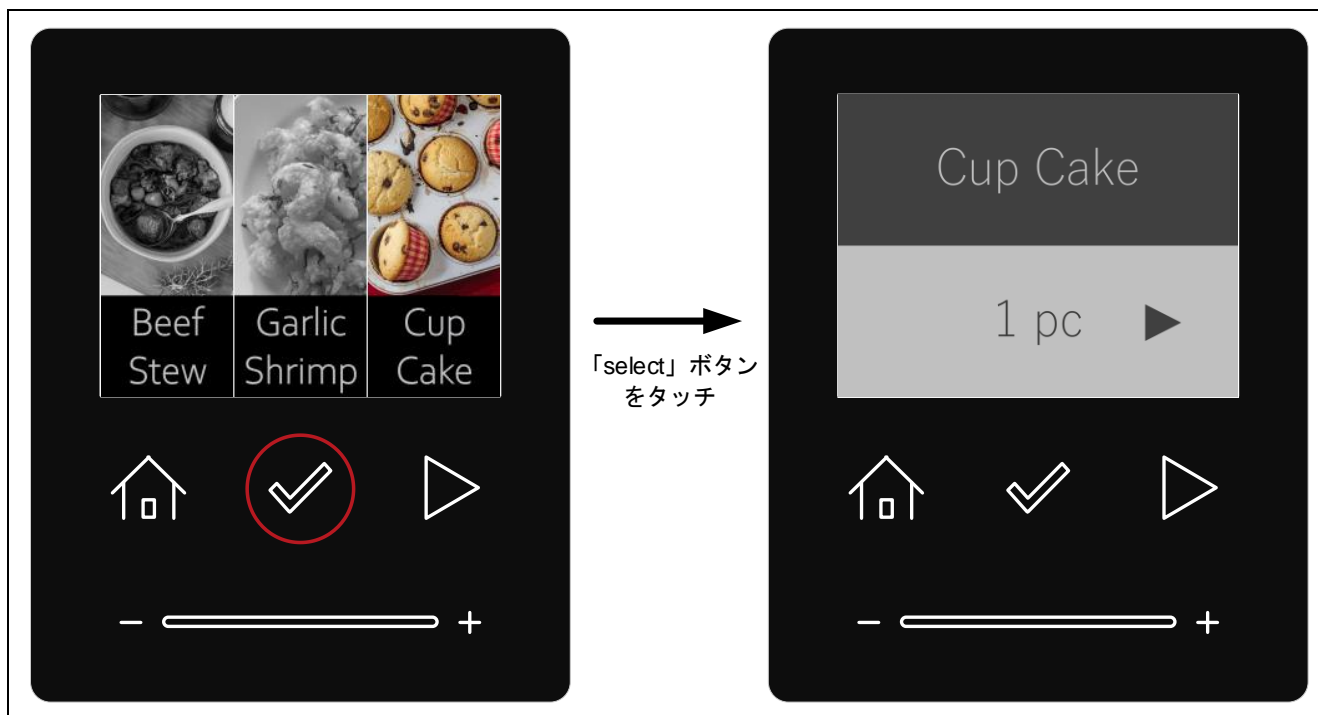 Beef
Stew
Garlic
Shrimp
Cup
Cake
「select」ボタン
をタッチ
Cup Cake
1 pc